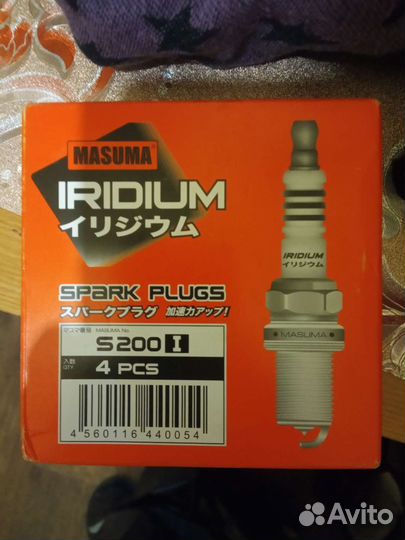 MASUMA
IRIDIUM
イリジウム
SPARK PLUGS
スパークプラグ 加速力アップ!
マスマ番号 MASUMA No.
S200 I
入数 QTY
4 PCS
4 560116 440054
IRIDIUM
イリジウム
MASUMA
Avito